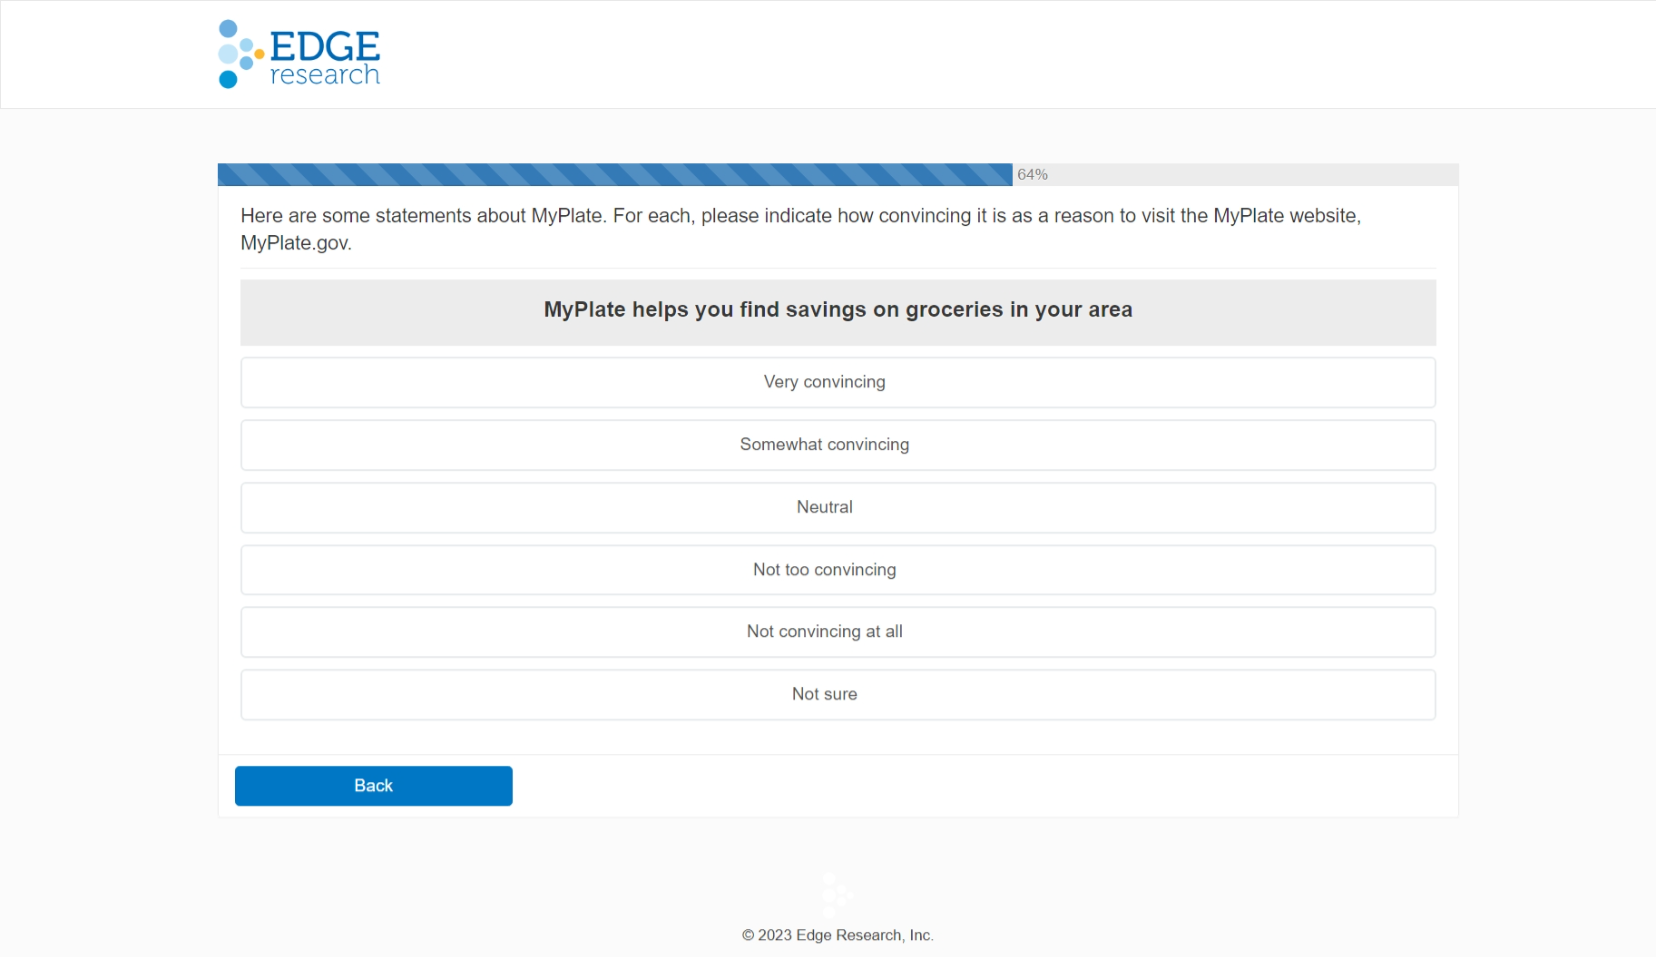 EDGE
research
64%
Here are some statements about MyPlate. For each, please indicate how convincing it is as a reason to visit the MyPlate website,
MyPlate.gov.
MyPlate helps you find savings on groceries in your area
Very convincing
Somewhat convincing
Neutral
Not too convincing
Not convincing at all
Not sure
Back
© 2023 Edge Research, Inc.